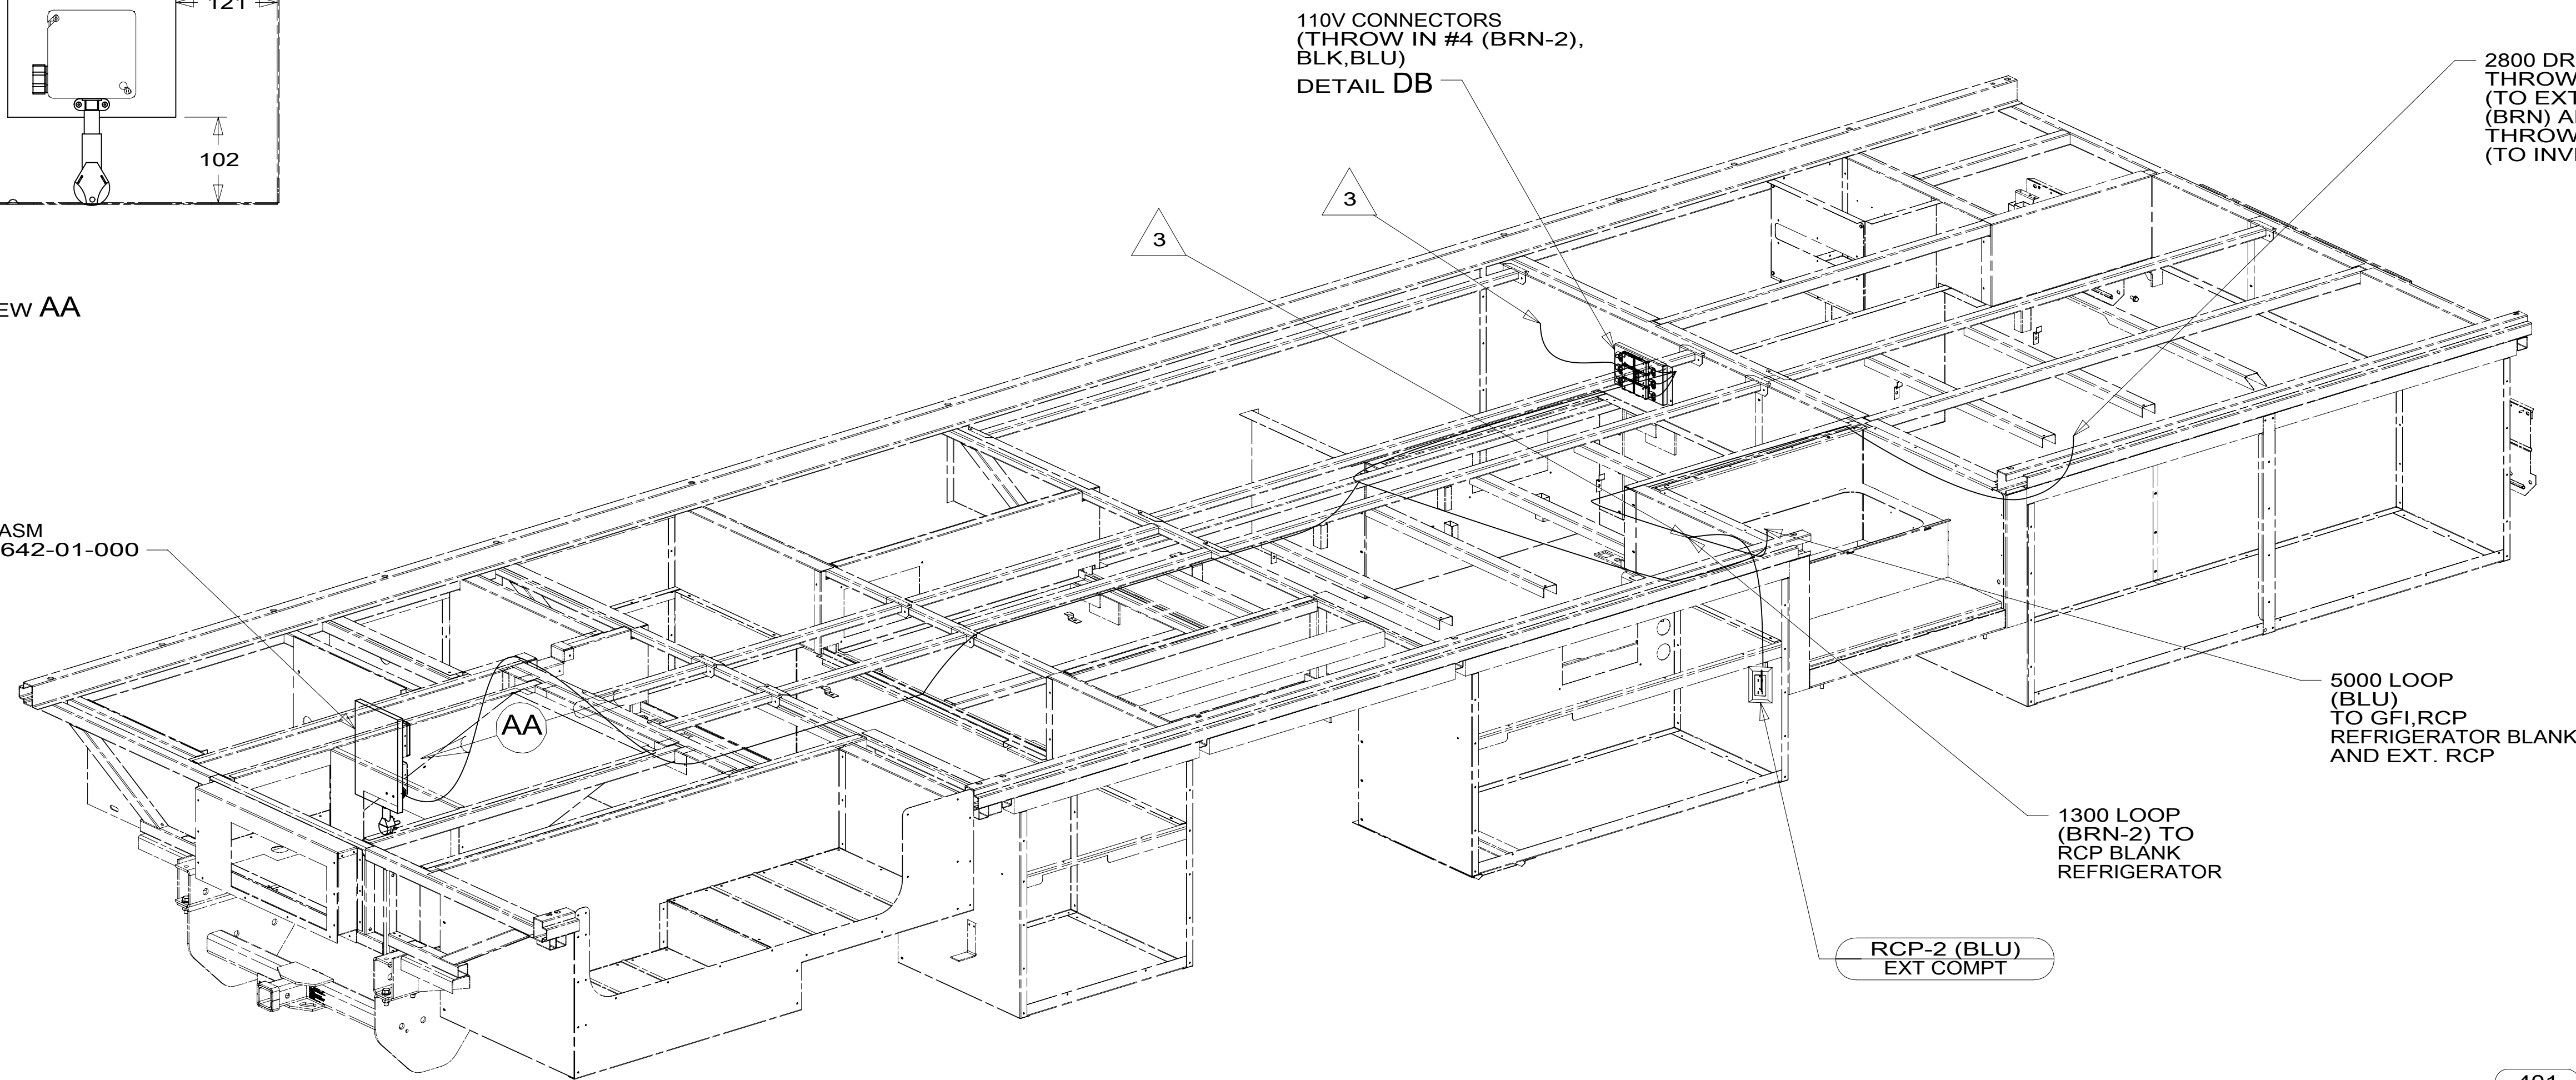 121
102
AA
110V CONNECTORS
(THROW IN #4 (BRN-2),
BLK,BLU)
DETAIL DB
3
3
2800 DR
THROW
(TO EXT
(BRN)
THROW
(TO INV
ASM
642-01-000
AA
5000 LOOP
(BLU)
TO GFI,RCP
REFRIGERATOR BLANK
AND EXT. RCP
1300 LOOP
(BRN-2) TO
RCP BLANK
REFRIGERATOR
RCP-2 (BLU)
EXT COMPT